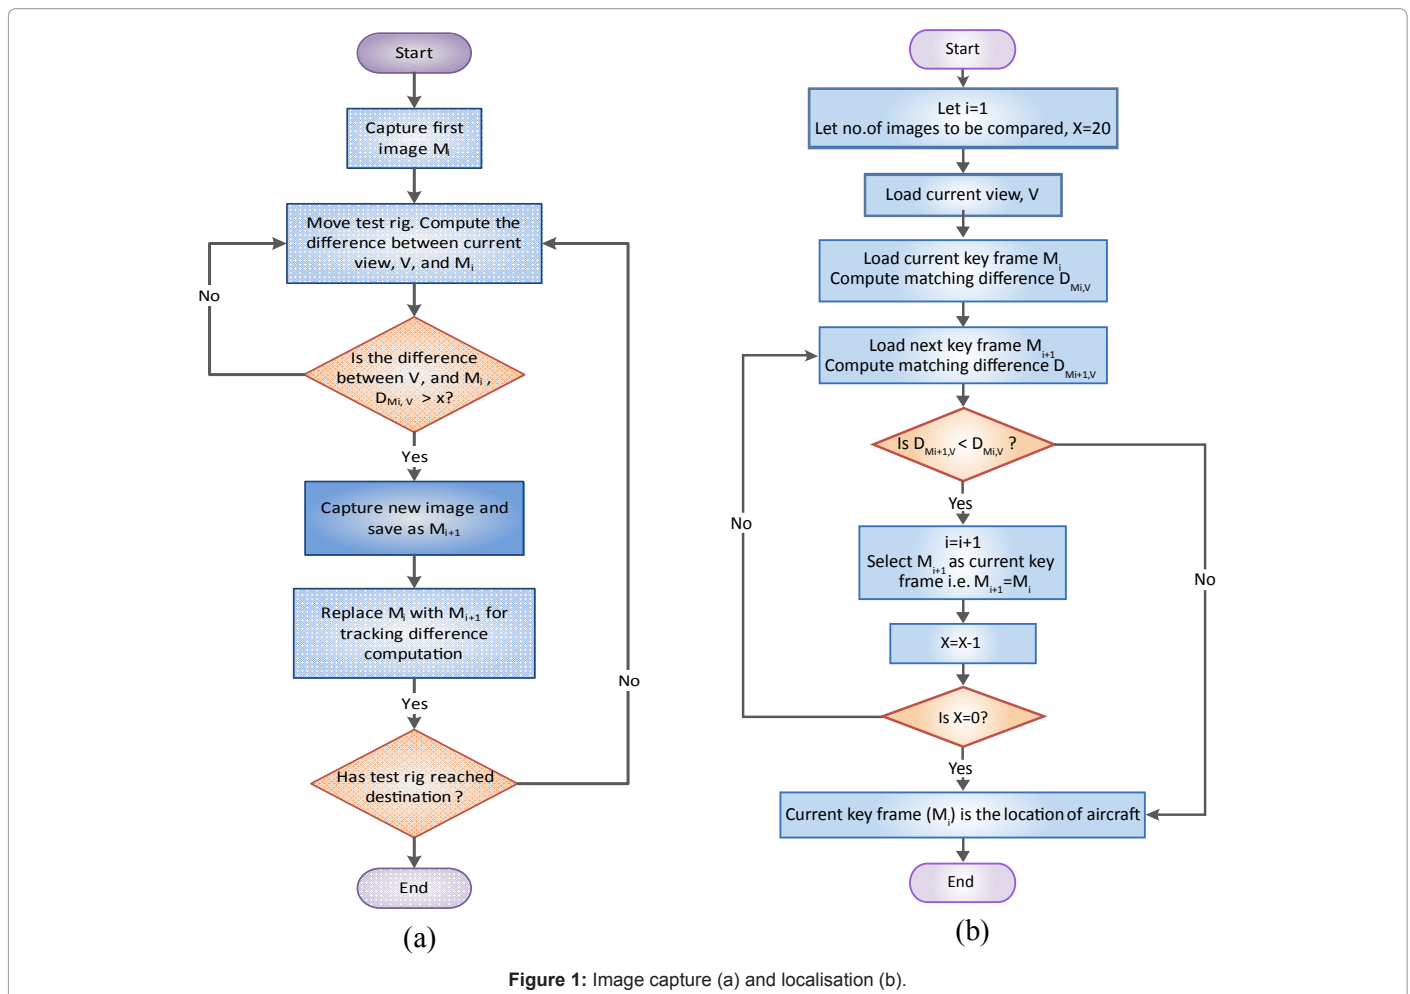 Start
Capture first
image Mi
Move test rig. Compute the
difference between current
view, V, and Mi
No
Is the difference
between V, and Mi ,
DMi, V > x?
Yes
Capture new image and
save as Mi+1
Replace Mi with Mi+1 for
tracking difference
computation
No
Yes
Has test rig reached
destination ?
End
(a)
Start
Let i=1
Let no.of images to be compared, X=20
Load current view, V
Load current key frame Mi
Compute matching difference DMi,V
Load next key frame Mi+1
Compute matching difference DMi+1,V
Is DMi+1,V < DMi,V ?
Yes
No
i=i+1
Select Mi+1 as current key
frame i.e. Mi+1=Mi
No
X=X-1
Is X=0?
Yes
Current key frame (Mi) is the location of aircraft
End
(b)
Figure 1: Image capture (a) and localisation (b).